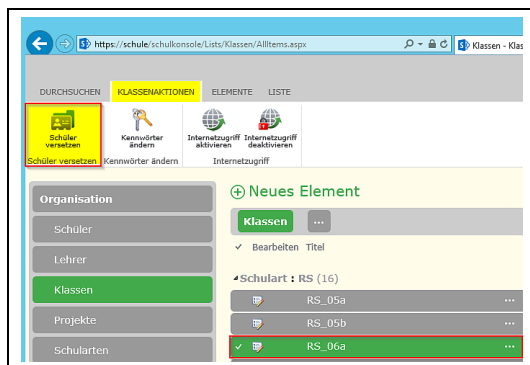 https://schule/schulkonsole/Lists/Klassen/AllItems.aspx
Klassen - Klas
DURCHSUCHEN KLASSENAKTIONEN ELEMENTE LISTE
Schüler versetzen
Kennwörter ändern
Internetzugriff aktivieren
Internetzugriff deaktivieren
Schüler versetzen Kennwörter ändern Internetzugriff
Organisation
Schüler
Lehrer
Klassen
Projekte
Schularten
Neues Element
Klassen ...
Bearbeiten Titel
Schulart : RS (16)
RS_05a ...
RS_05b ...
RS_06a ...